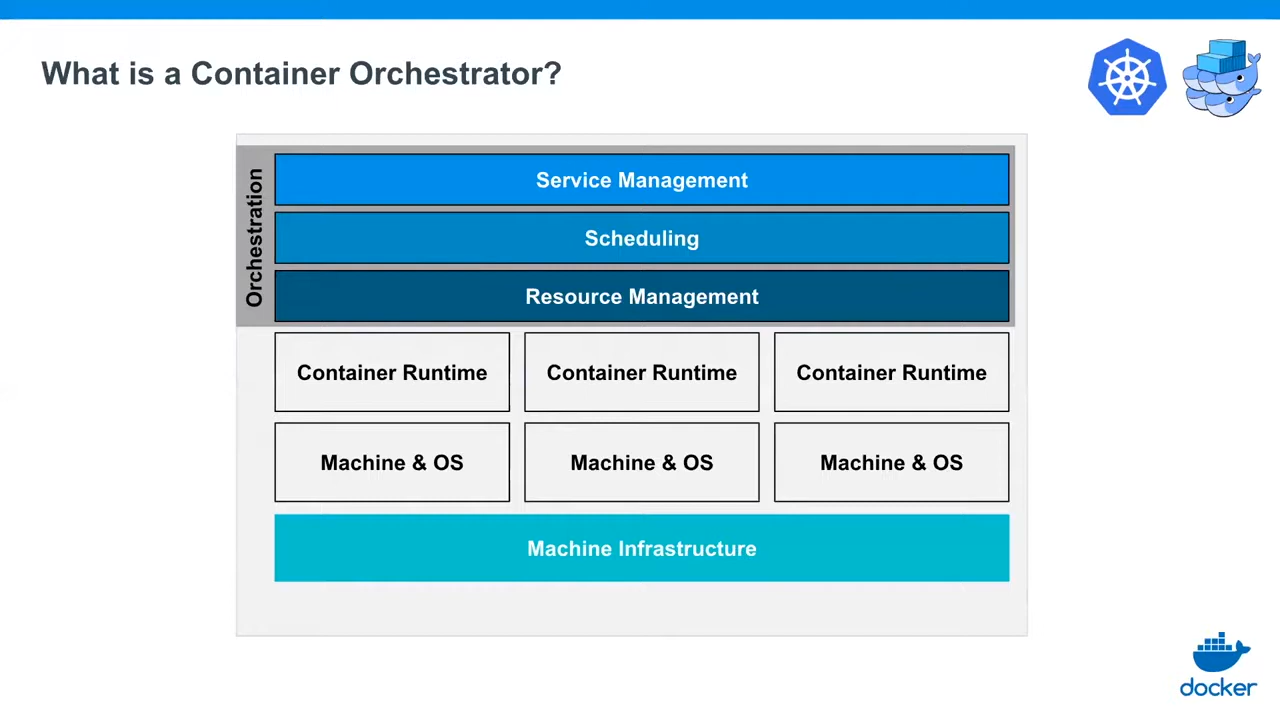 What is a Container Orchestrator?
Orchestration
Service Management
Scheduling
Resource Management
Container Runtime
Container Runtime
Container Runtime
Machine & OS
Machine & OS
Machine & OS
Machine Infrastructure
docker